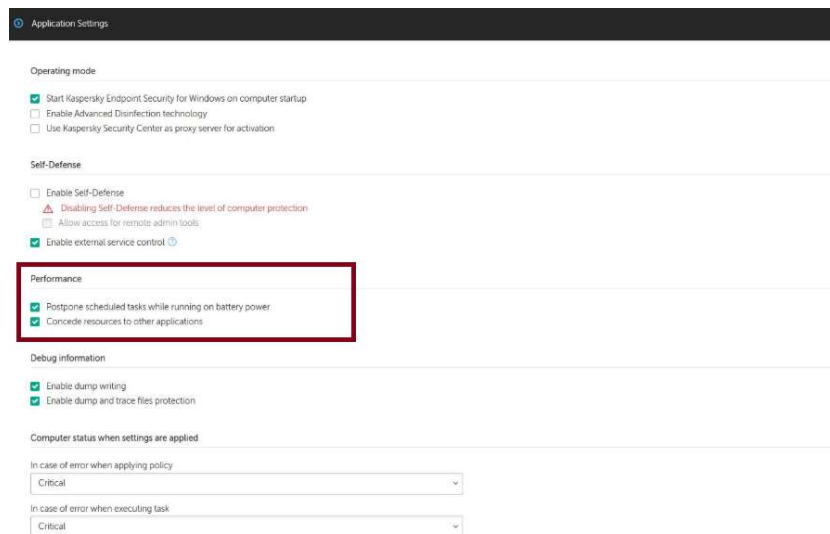 Application Settings
Operating mode
Start Kaspersky Endpoint Security for Windows on computer startup
Enable Advanced Disinfection technology
Use Kaspersky Security Center as proxy server for activation
Self-Defense
Enable Self-Defense
Disabling Self-Defense reduces the level of computer protection
Allow access for remote admin tools
Enable external service control
Performance
Postpone scheduled tasks while running on battery power
Concede resources to other applications
Debug information
Enable dump writing
Enable dump and trace files protection
Computer status when settings are applied
In case of error when applying policy
Critical
In case of error when executing task
Critical